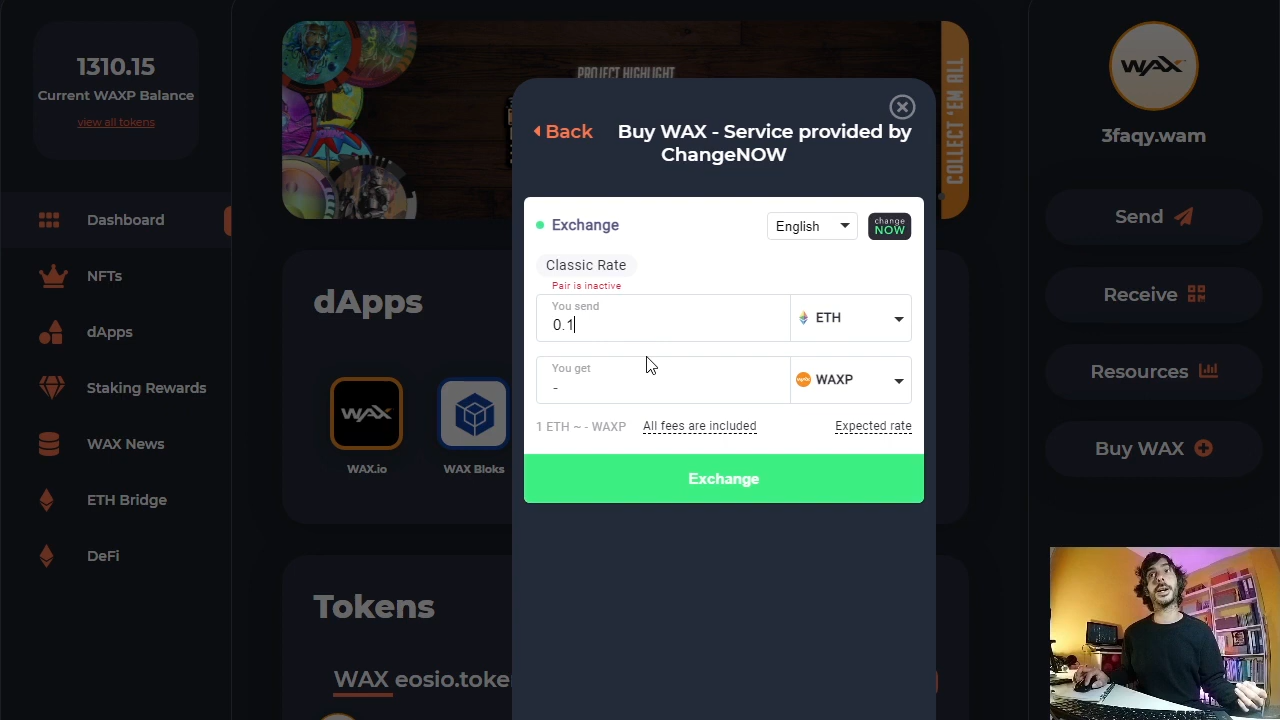 1310.15
Current WAXP Balance
view all tokens
Dashboard
NFTs
dApps
Staking Rewards
WAX News
ETH Bridge
DeFi
PROJECT HIGHLIGHT
COLLECT 'EM ALL
dApps
WAX
WAX.io
WAX Bloks
Tokens
WAX eosio.token
Back
Buy WAX - Service provided by
ChangeNOW
Exchange
English
change
NOW
Classic Rate
Pair is inactive
You send
0.1
ETH
You get
-
WAXP
1 ETH ~ - WAXP
All fees are included
Expected rate
Exchange
WAX
3faqy.wam
Send
Receive
Resources
Buy WAX